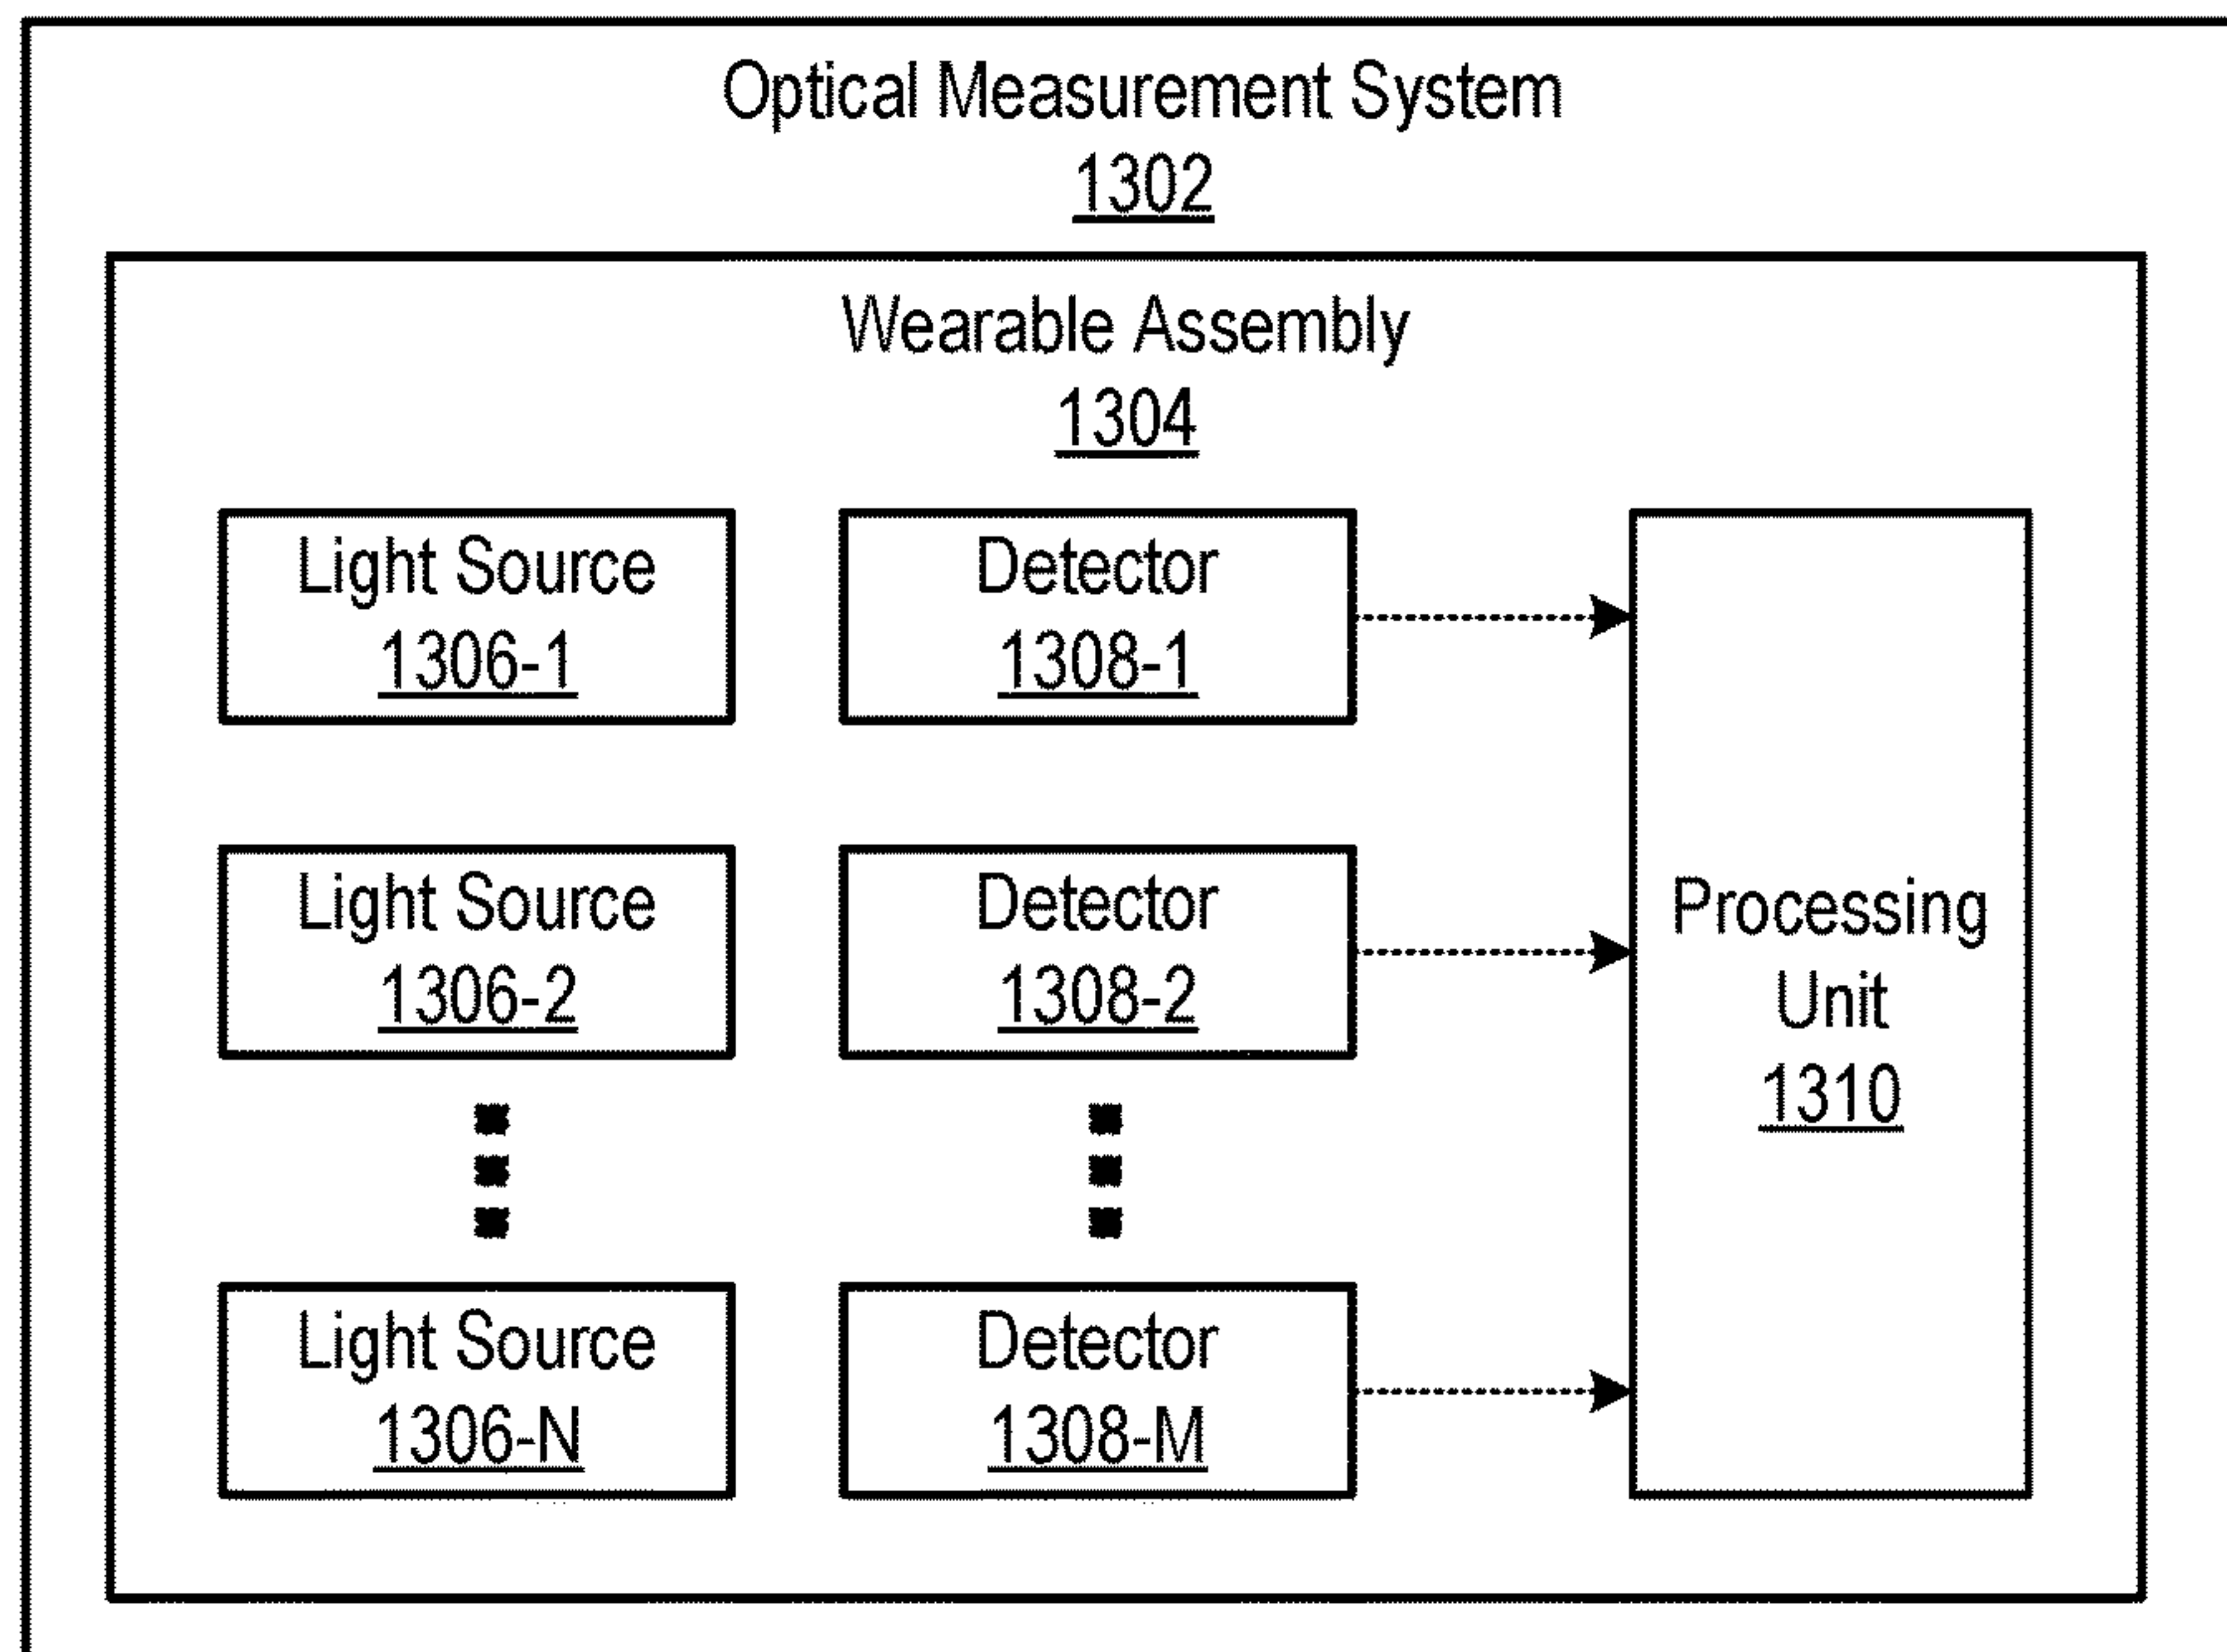 Optical Measurement System
1302
Wearable Assembly
1304
Light Source
1306-1
Detector
1308-1
Light Source
1306-2
Detector
1308-2
Processing
Unit
1310
Light Source
1306-N
Detector
1308-M